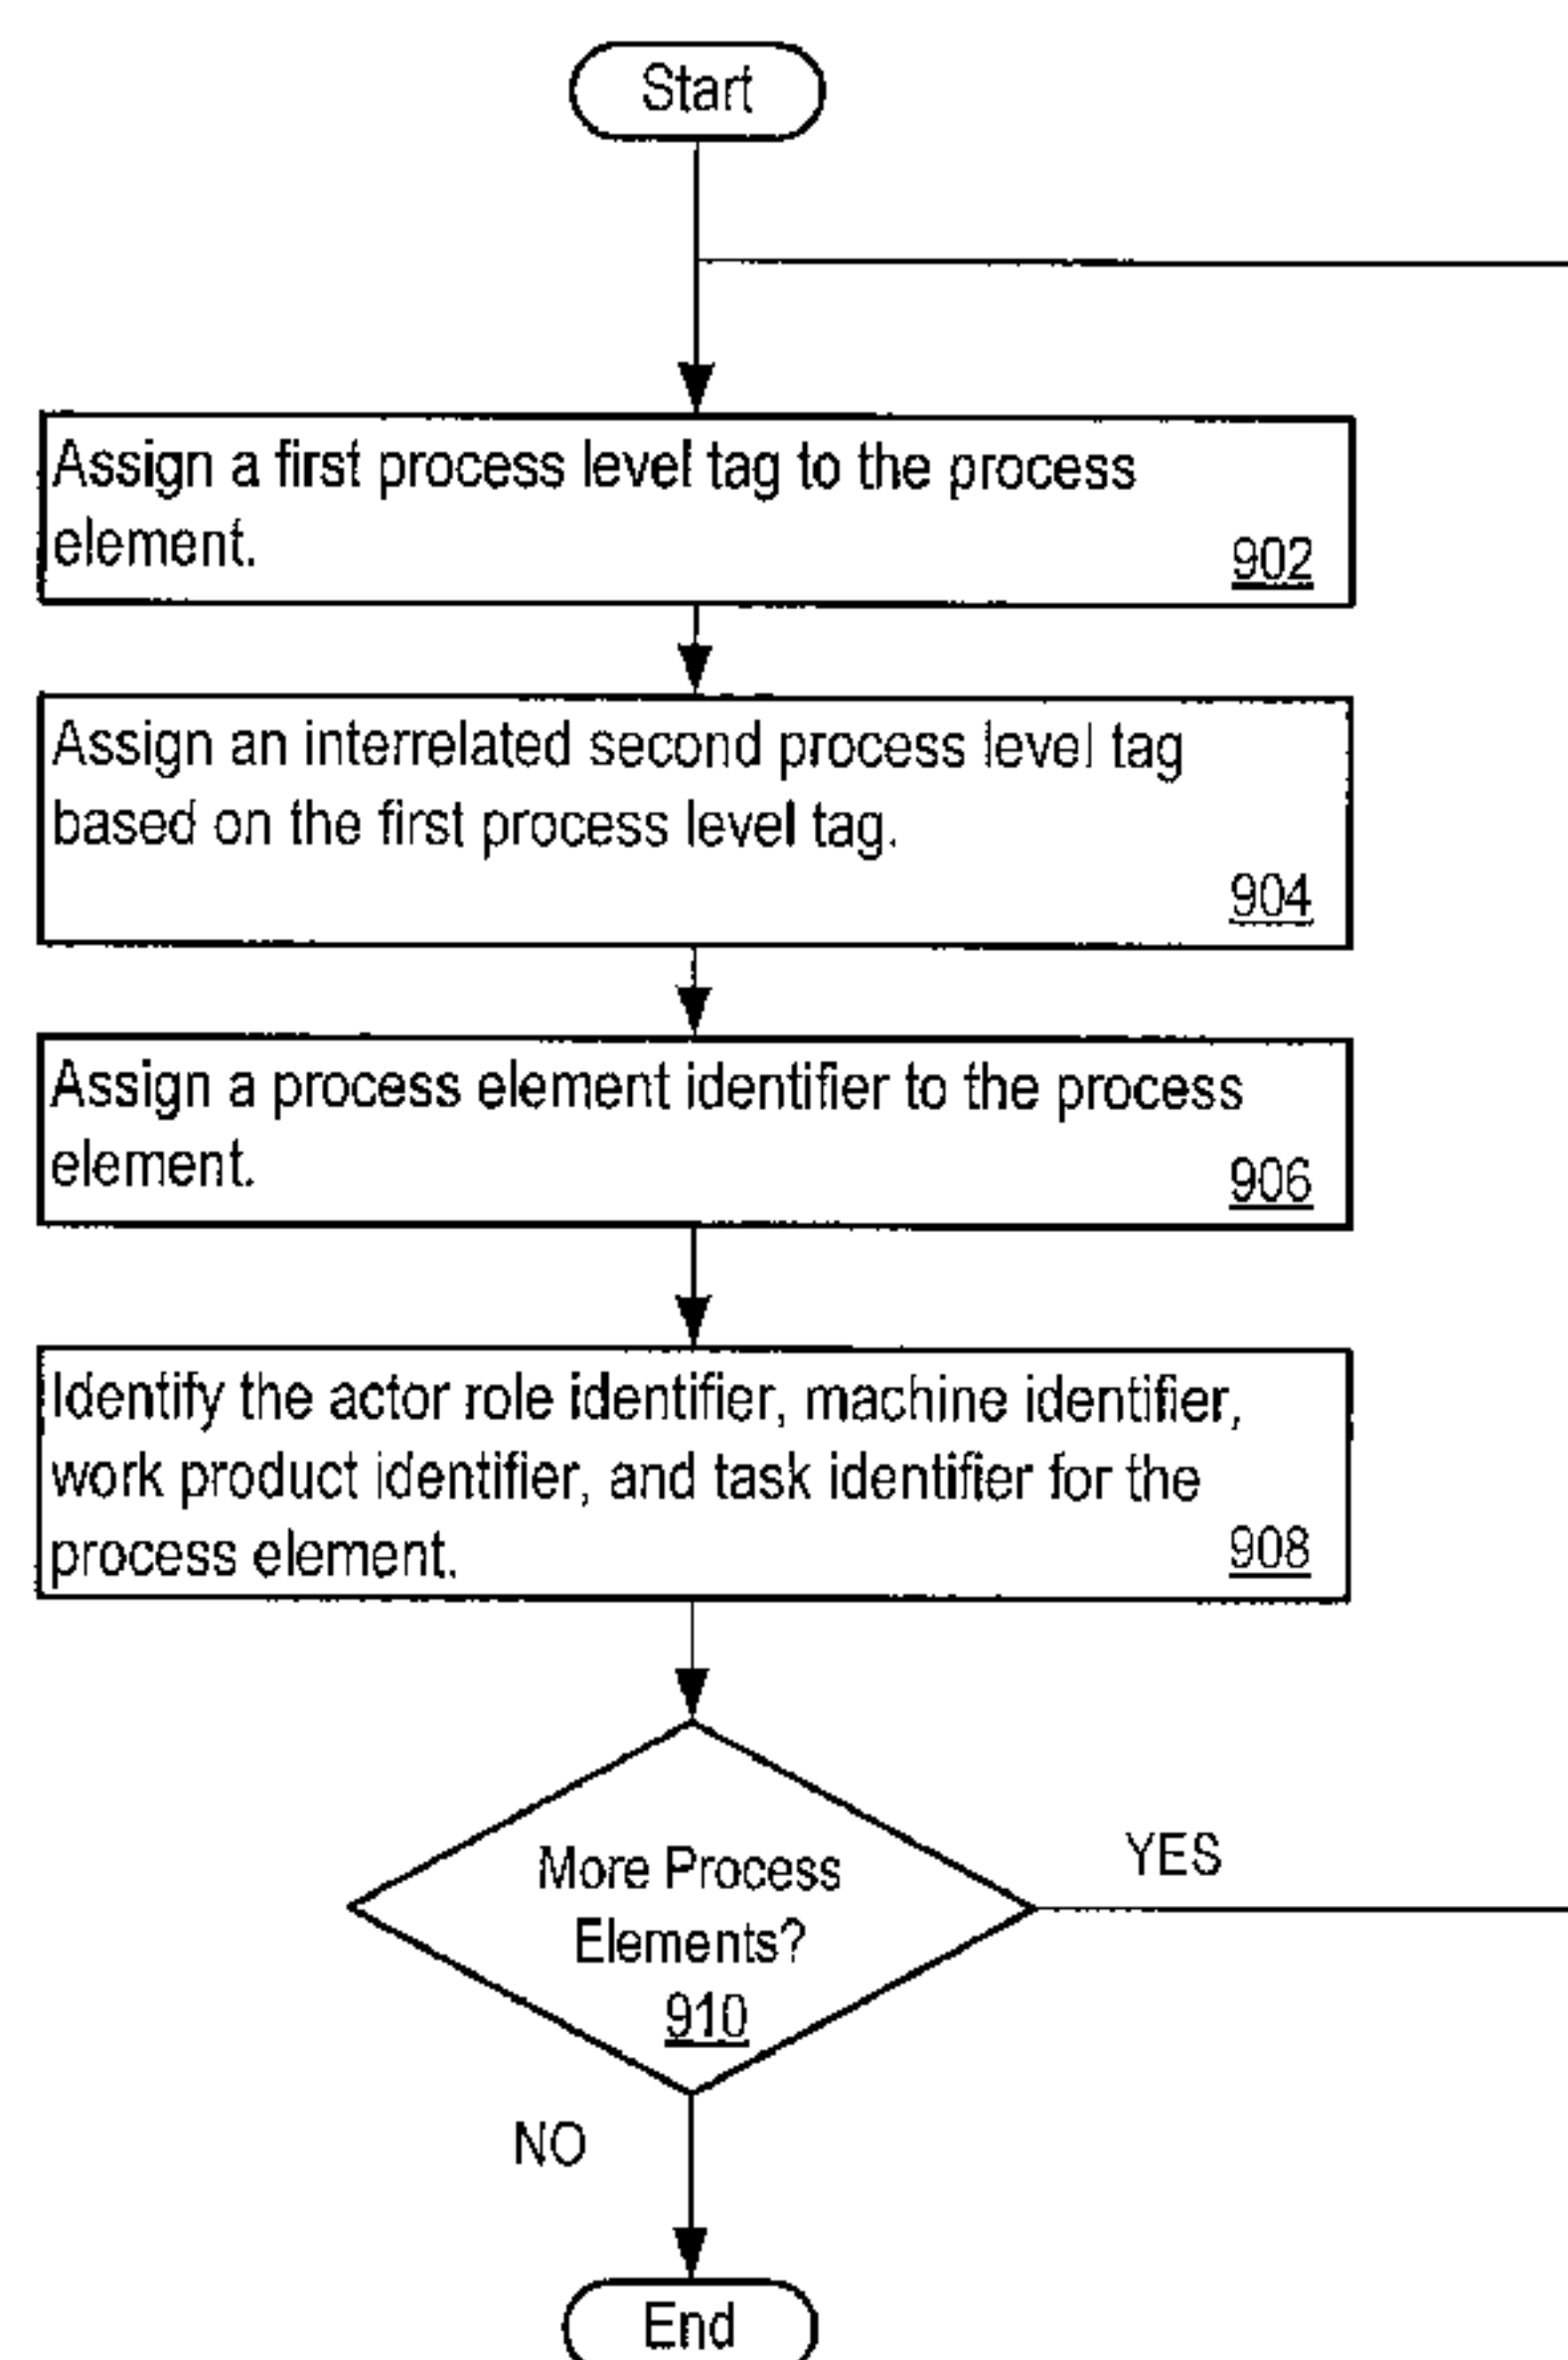 Start
Assign a first process level tag to the process
element.
902
Assign an interrelated second process level tag
based on the first process level tag.
904
Assign a process element identifier to the process
element.
906
Identify the actor role identifier, machine identifier,
work product identifier, and task identifier for the
process element.
908
More Process
Elements?
910
YES
NO
End